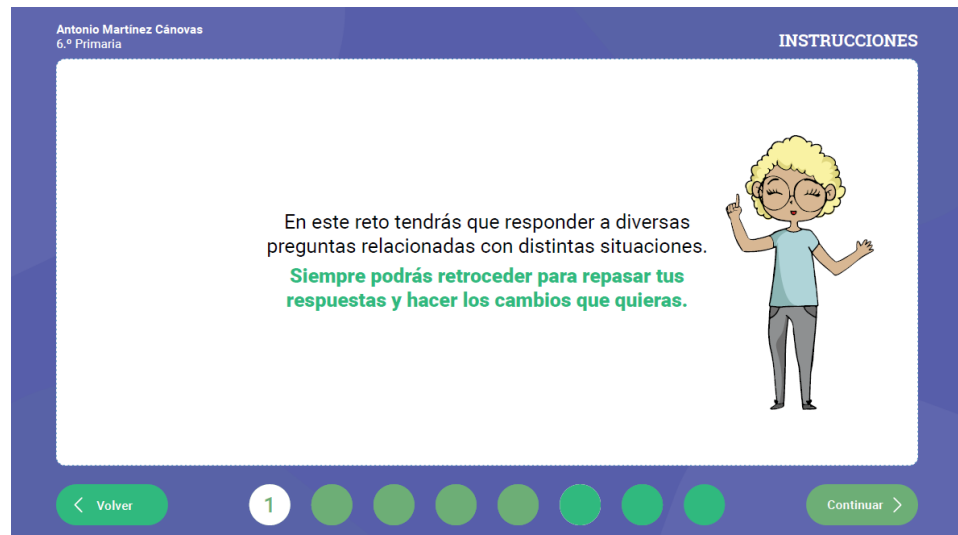 Antonio Martínez Cánovas
6.º Primaria
INSTRUCCIONES
En este reto tendrás que responder a diversas
preguntas relacionadas con distintas situaciones.
Siempre podrás retroceder para repasar tus
respuestas y hacer los cambios que quieras.
Volver
1
Continuar